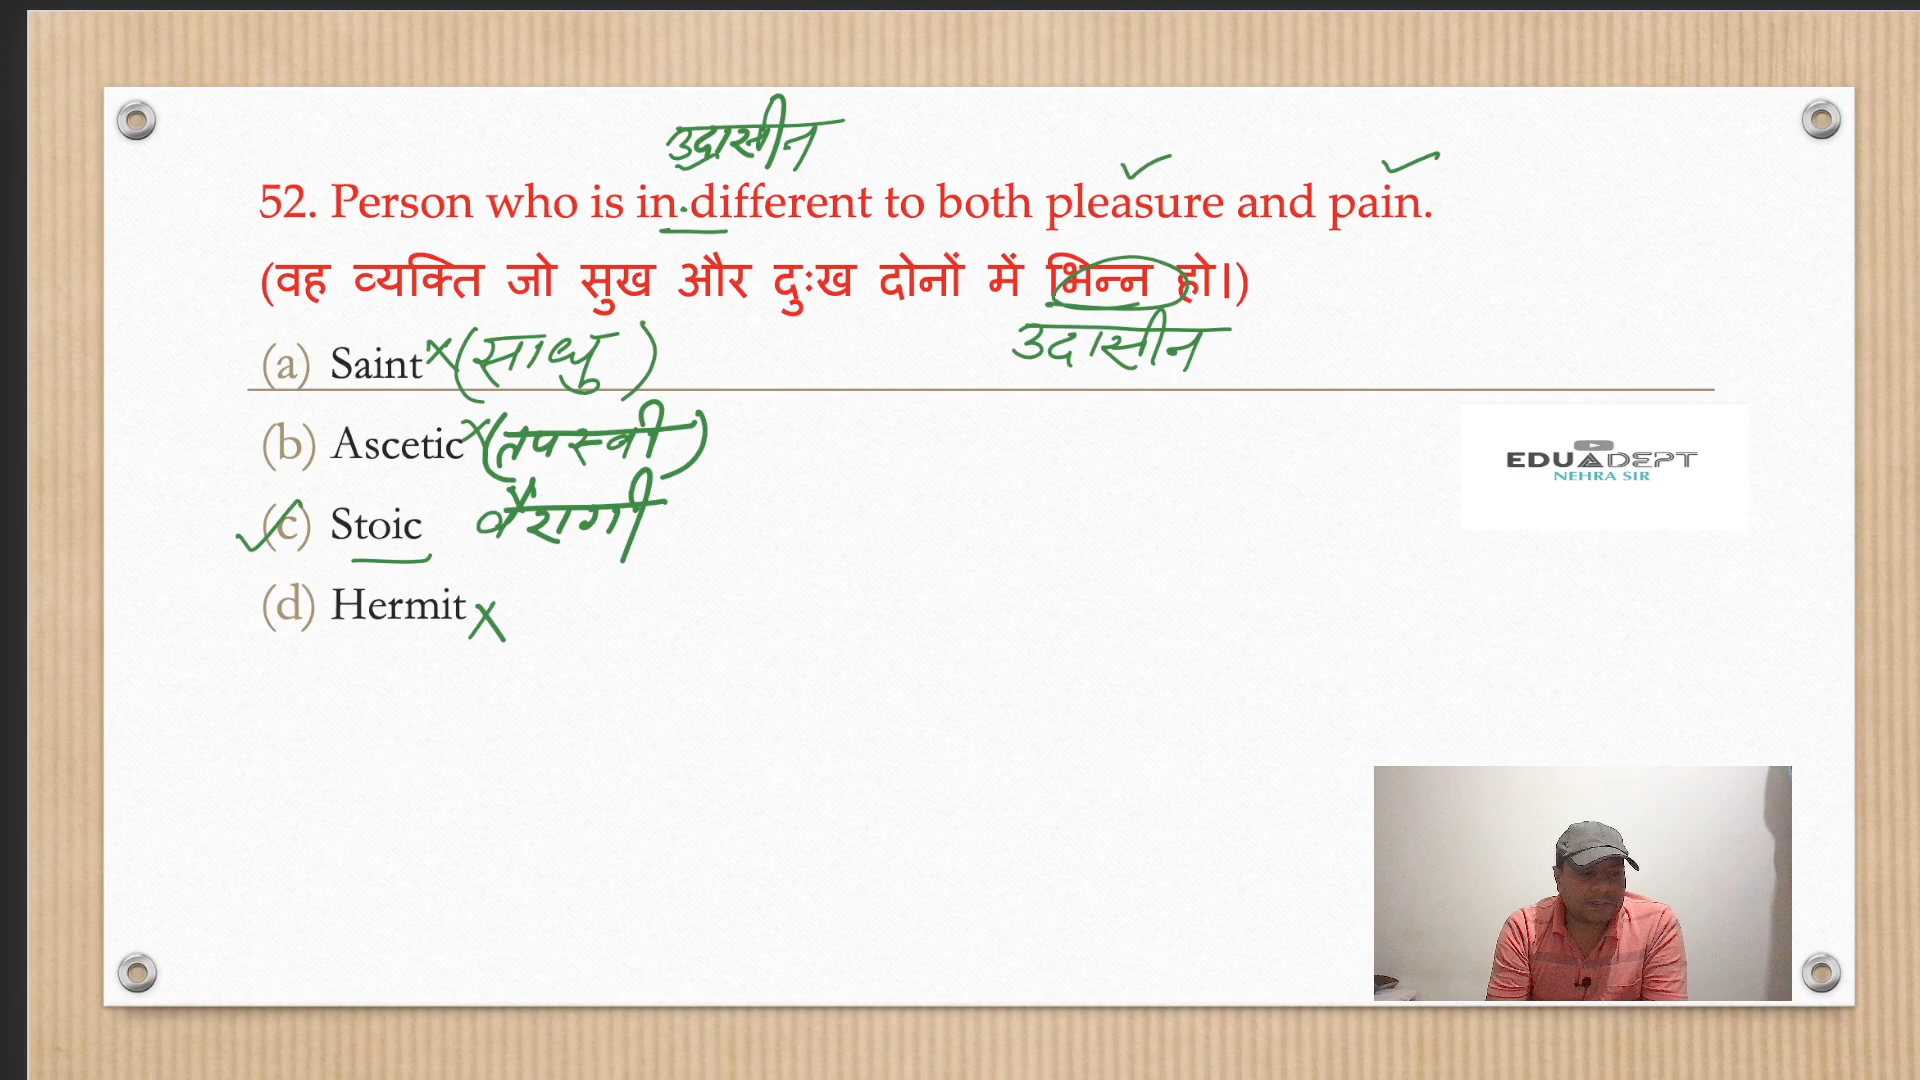 उदासीन
52. Person who is in different to both pleasure and pain.
(वह व्यक्ति जो सुख और दुःख दोनों में भिन्न हो।)
उदासीन
(a) Saint × (साधु)
(b) Ascetic × (तपस्वी)
(c) Stoic वैरागी
(d) Hermit ×
EDUADEPT
NEHRA SIR